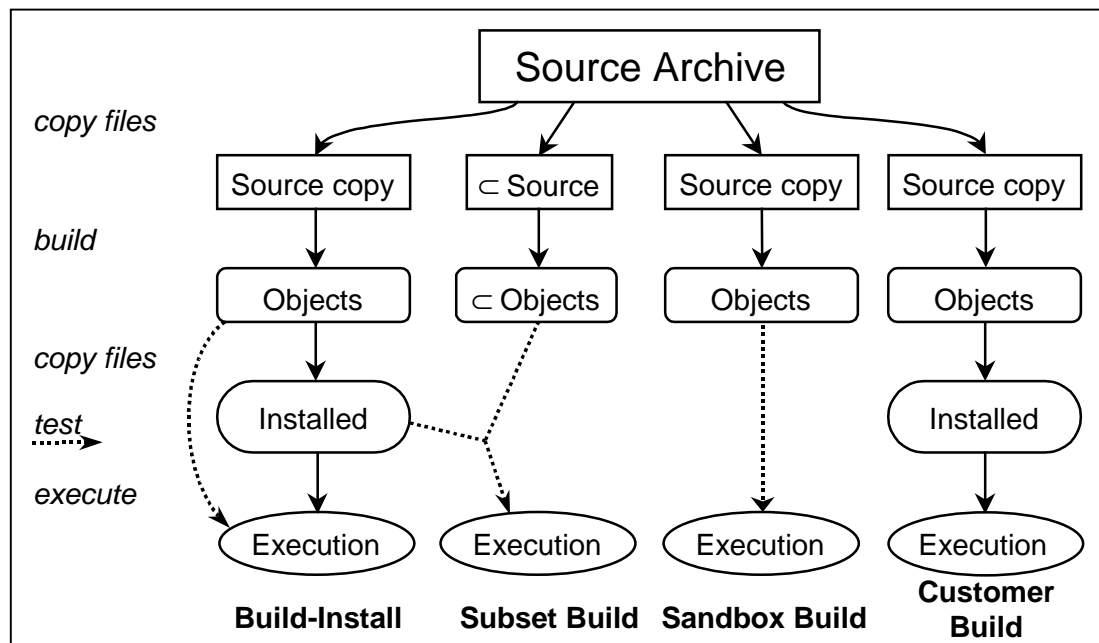 Source Archive
copy files
Source copy
⊂ Source
Source copy
Source copy
build
Objects
⊂ Objects
Objects
Objects
copy files
Installed
Installed
test
execute
Execution
Execution
Execution
Execution
Build-Install
Subset Build
Sandbox Build
Customer
Build